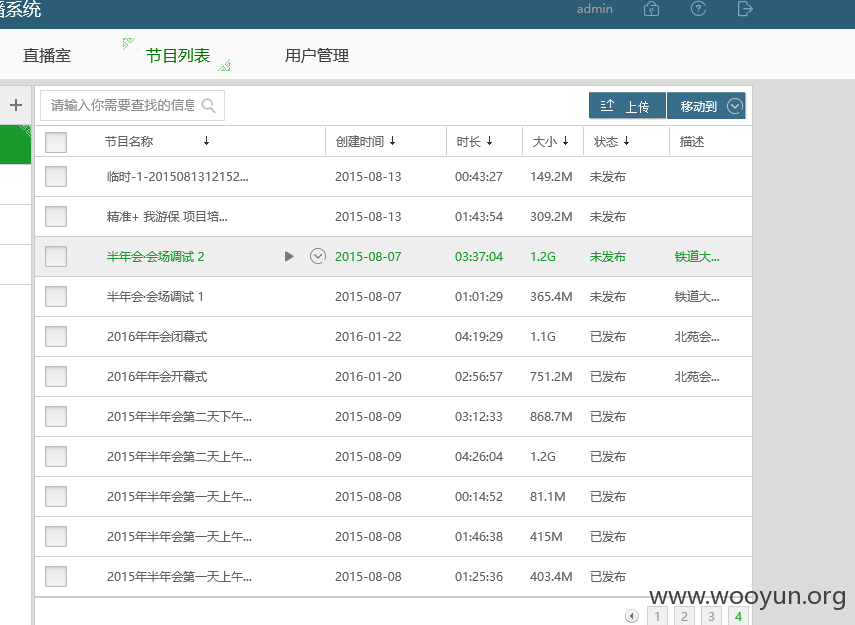 播系统 admin
直播室 节目列表 用户管理
+ 请输入你需要查找的信息 上传 移动到
节目名称 ↓ 创建时间 ↓ 时长 ↓ 大小 ↓ 状态 ↓ 描述
临时-1-2015081312152... 2015-08-13 00:43:27 149.2M 未发布
精准+ 我游保 项目培... 2015-08-13 01:43:54 309.2M 未发布
半年会·会场调试 2 2015-08-07 03:37:04 1.2G 未发布 铁道大...
半年会·会场调试 1 2015-08-07 01:01:29 365.4M 未发布 铁道大...
2016年年会闭幕式 2016-01-22 04:19:29 1.1G 已发布 北苑会...
2016年年会开幕式 2016-01-20 02:56:57 751.2M 已发布 北苑会...
2015年半年会第二天下午... 2015-08-09 03:12:33 868.7M 已发布
2015年半年会第二天上午... 2015-08-09 04:26:04 1.2G 已发布
2015年半年会第一天上午... 2015-08-08 00:14:52 81.1M 已发布
2015年半年会第一天上午... 2015-08-08 01:46:38 415M 已发布
2015年半年会第一天上午... 2015-08-08 01:25:36 403.4M 已发布
www.wooyun.org
1 2 3 4